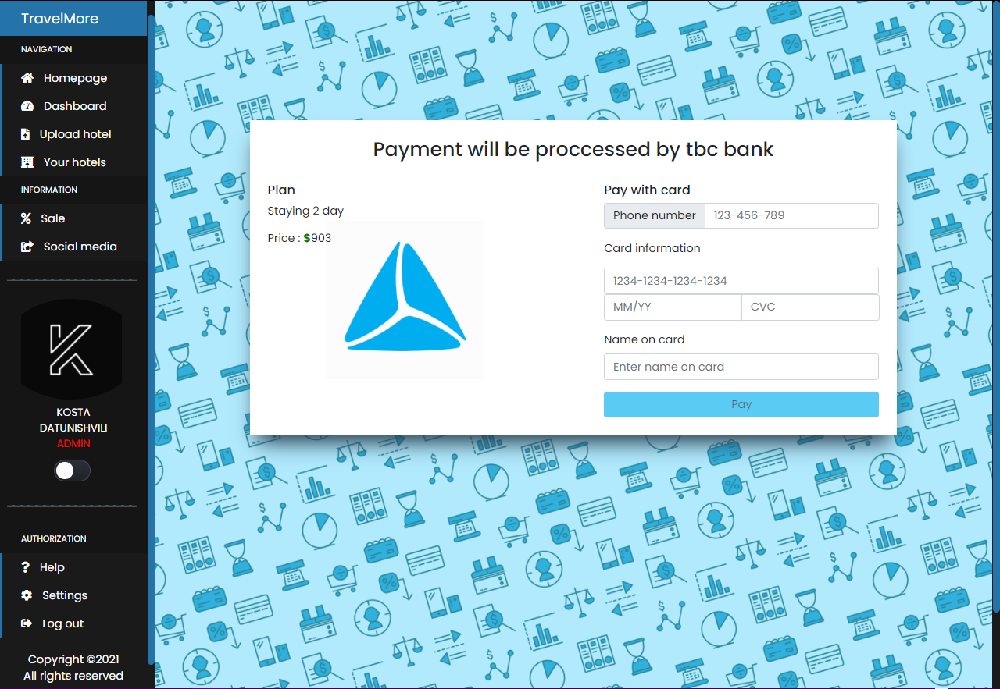 TravelMore
NAVIGATION
Homepage
Dashboard
Upload hotel
Your hotels
INFORMATION
Sale
Social media
KOSTA
DATUNISHVILI
ADMIN
AUTHORIZATION
Help
Settings
Log out
Copyright ©2021
All rights reserved
Payment will be proccessed by tbc bank
Plan
Staying 2 day
Price : $903
Pay with card
Phone number 123-456-789
Card information
1234-1234-1234-1234
MM/YY CVC
Name on card
Enter name on card
Pay